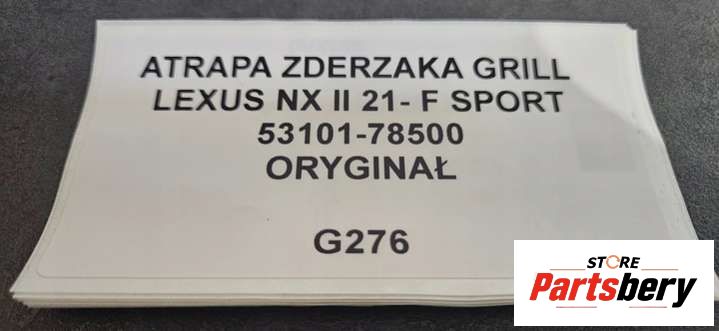 ATRAPA ZDERZAKA GRILL
LEXUS NX II 21- F SPORT
53101-78500
ORYGINAŁ
G276
STORE
Partsbery